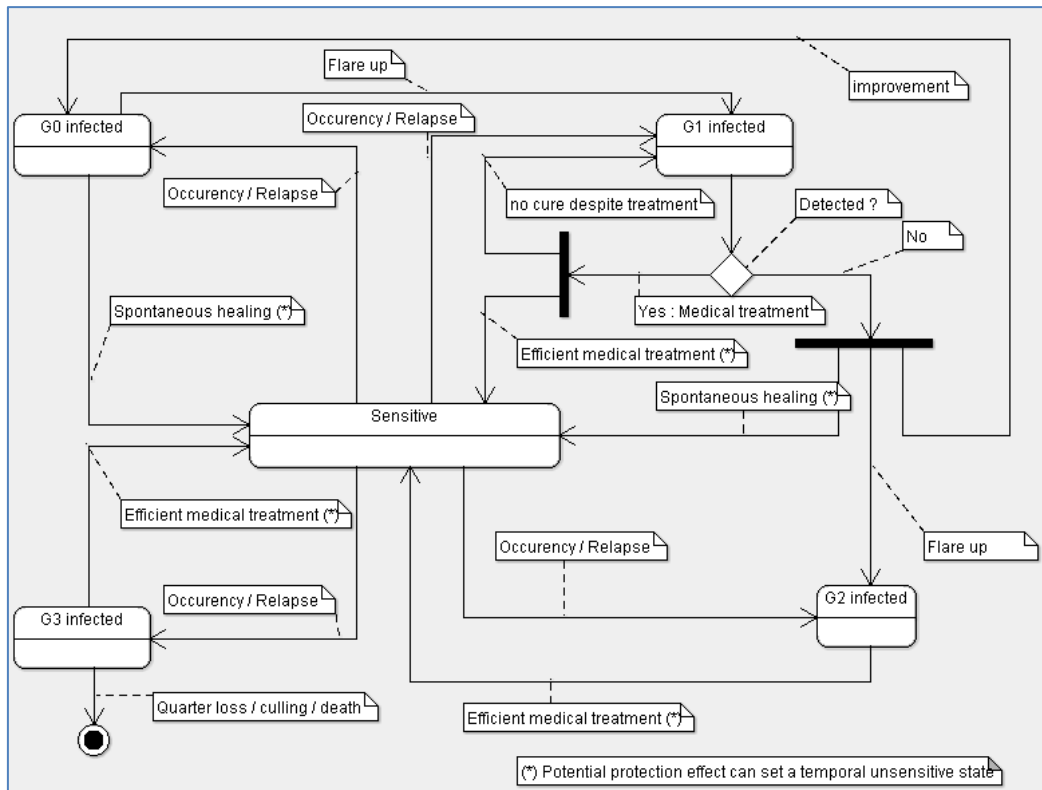 Flare up
improvement
G0 infected
Occurency / Relapse
G1 infected
Occurency / Relapse
no cure despite treatment
Detected ?
No
Spontaneous healing (*)
Yes : Medical treatment
Efficient medical treatment (*)
Spontaneous healing (*)
Sensitive
Efficient medical treatment (*)
Occurency / Relapse
Flare up
Occurency / Relapse
G3 infected
G2 infected
Quarter loss / culling / death
Efficient medical treatment (*)
(*) Potential protection effect can set a temporal unsensitive state